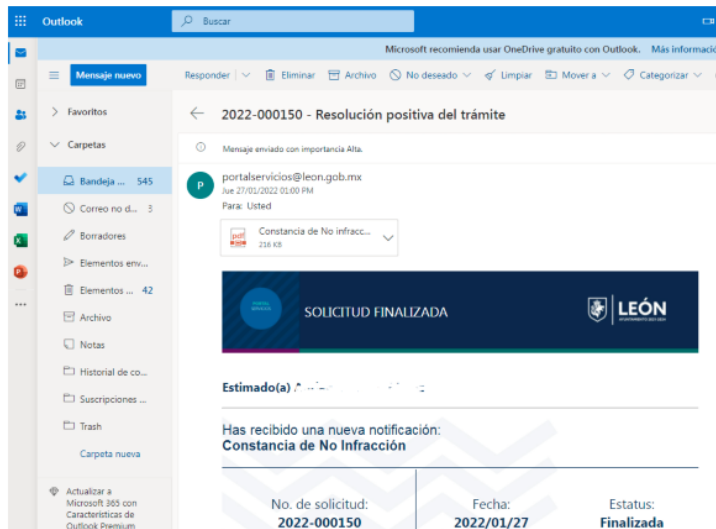 Outlook
Buscar
Microsoft recomienda usar OneDrive gratuito con Outlook. Más informació
Mensaje nuevo
Responder
Eliminar
Archivo
No deseado
Limpiar
Mover a
Categorizar
Favoritos
Carpetas
Bandeja ... 545
Correo no d... 3
Borradores
Elementos env...
Elementos ... 42
Archivo
Notas
Historial de co...
Suscripciones ...
Trash
Carpeta nueva
Actualizar a
Microsoft 365 con
Características de
Outlook Premium
2022-000150 - Resolución positiva del trámite
Mensaje enviado con importancia Alta.
P
portalservicios@leon.gob.mx
Jue 27/01/2022 01:00 PM
Para: Usted
pdf
Constancia de No infracc...
216 KB
SOLICITUD FINALIZADA
LEÓN
Estimado(a)
Has recibido una nueva notificación:
Constancia de No Infracción
No. de solicitud:
2022-000150
Fecha:
2022/01/27
Estatus:
Finalizada